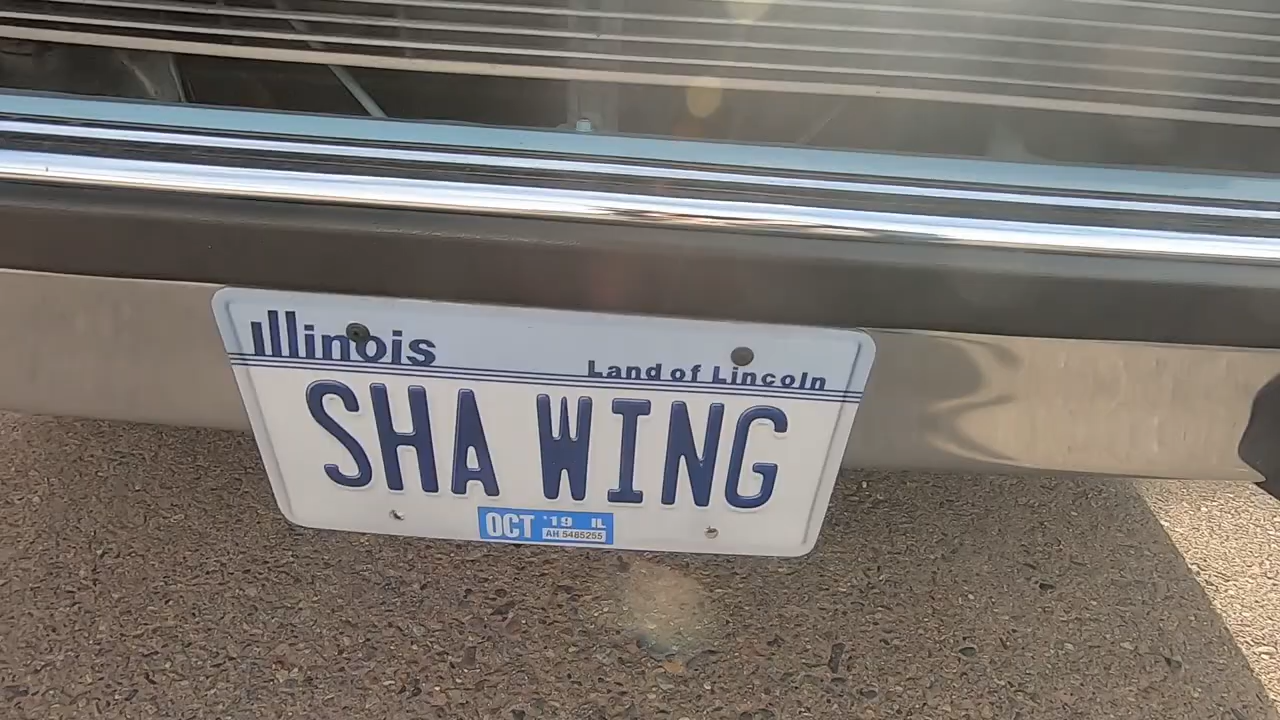 Illinois
Land of Lincoln
SHA WING
OCT '19 IL
AH 5485255